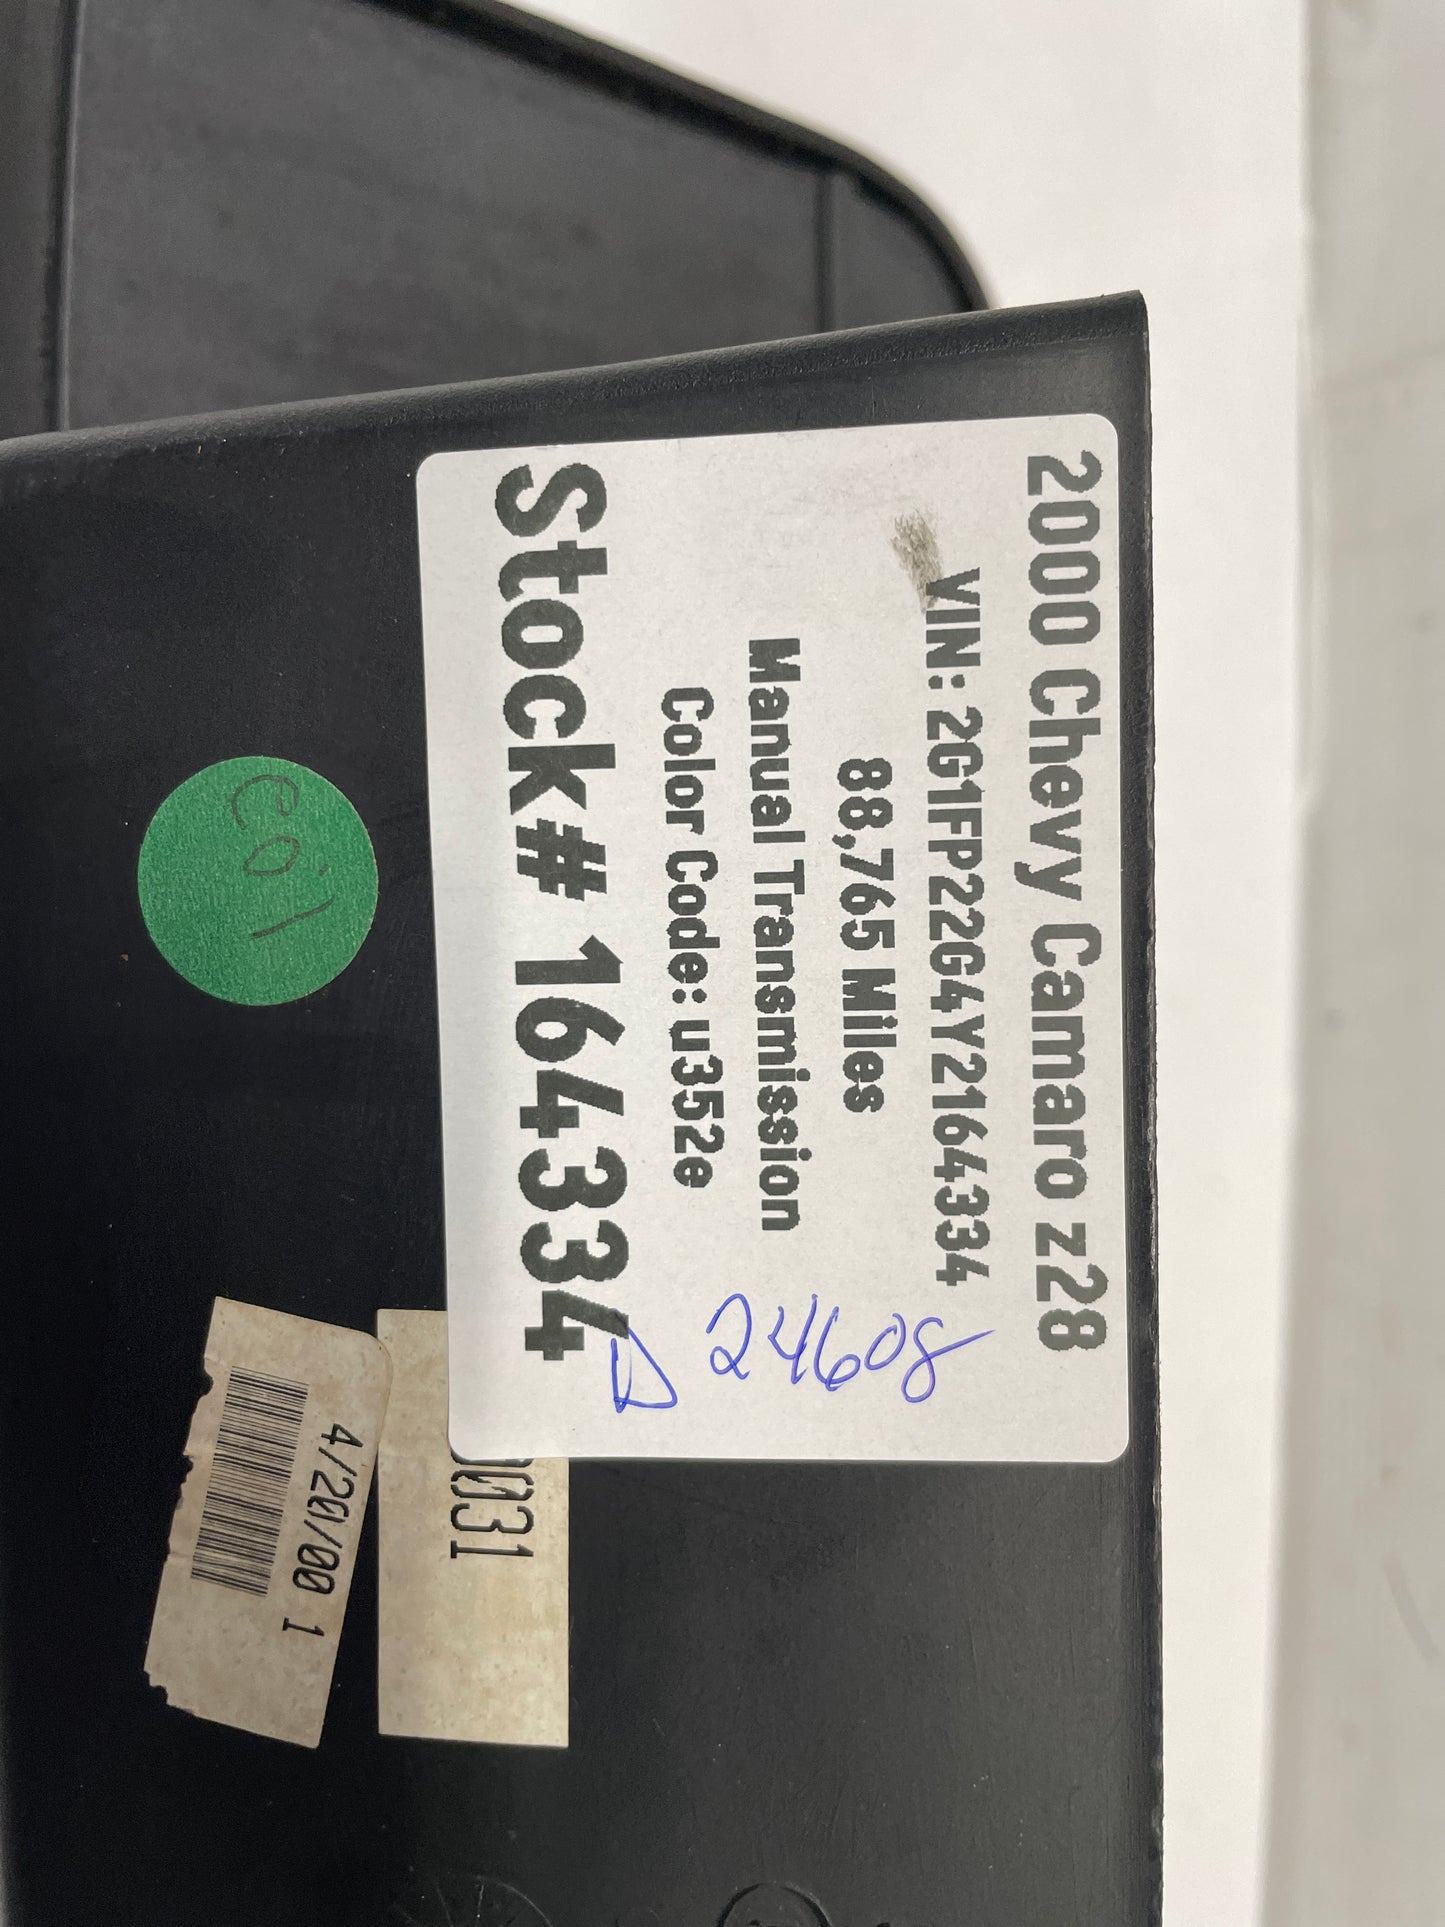 2000 Chevy Camaro z28
VIN: 2G1FP22G4Y2164334
88,765 Miles
Manual Transmission
Color Code: u352e
Stock# 164334
D 24608
031
4/20/00 1